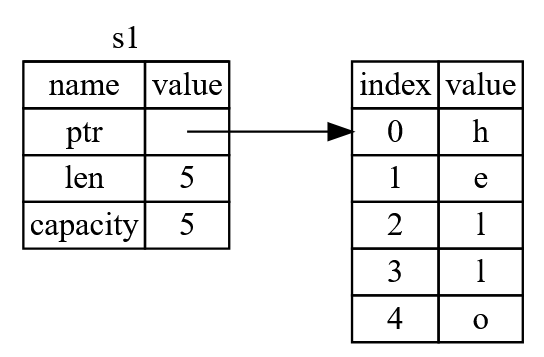 s1
name value
ptr
len 5
capacity 5
index value
0 h
1 e
2 l
3 l
4 o